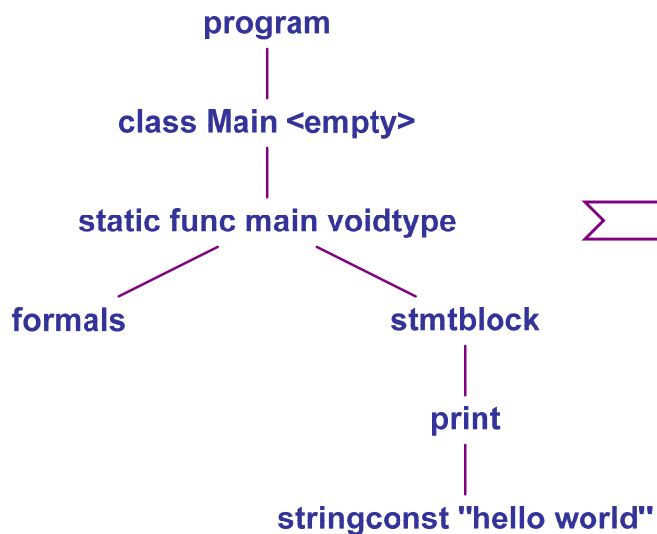 program
class Main <empty>
static func main voidtype
formals
stmtblock
print
stringconst "hello world"